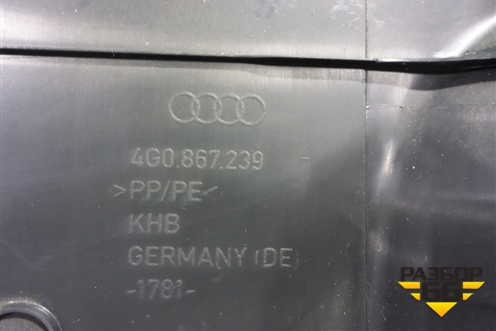 4G0.867.239 A
>PP/PE<
KHB
GERMANY (DE)
-1781-
РАЗБОР
66